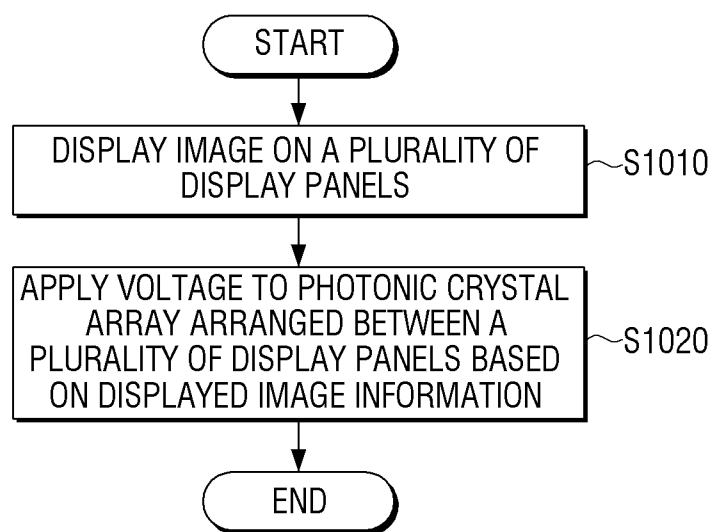 START
DISPLAY IMAGE ON A PLURALITY OF
DISPLAY PANELS
S1010
APPLY VOLTAGE TO PHOTONIC CRYSTAL
ARRAY ARRANGED BETWEEN A
PLURALITY OF DISPLAY PANELS BASED
ON DISPLAYED IMAGE INFORMATION
S1020
END